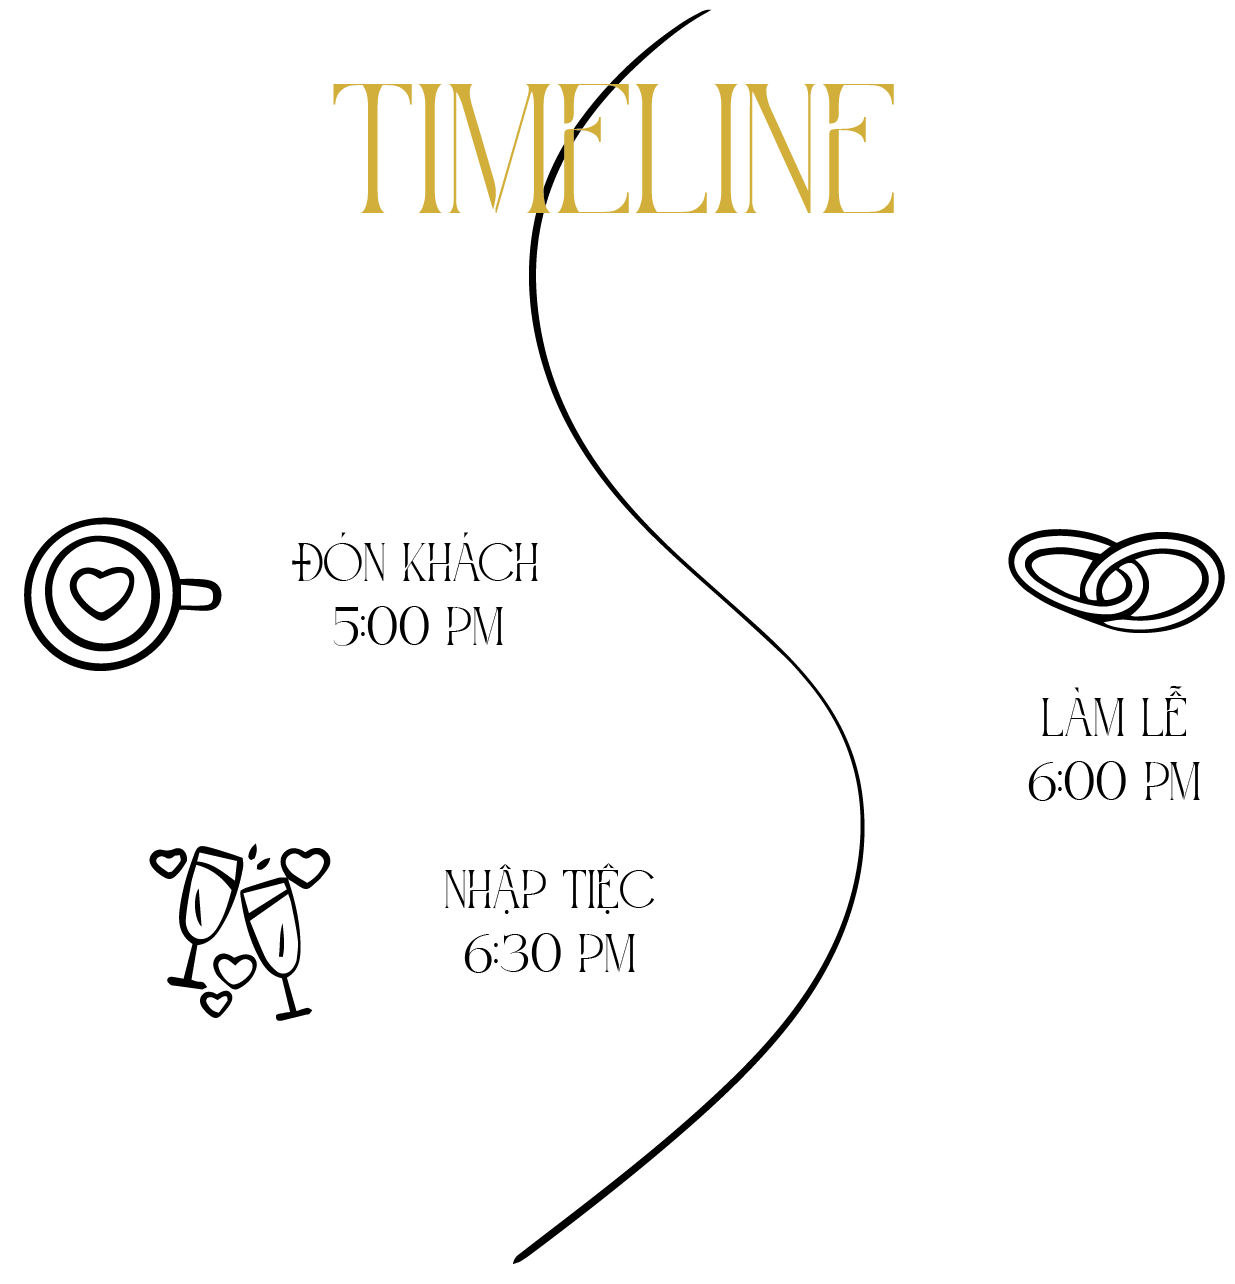 TIMELINE
ĐÓN KHÁCH
5:00 PM
LÀM LỄ
6:00 PM
NHẬP TIỆC
6:30 PM